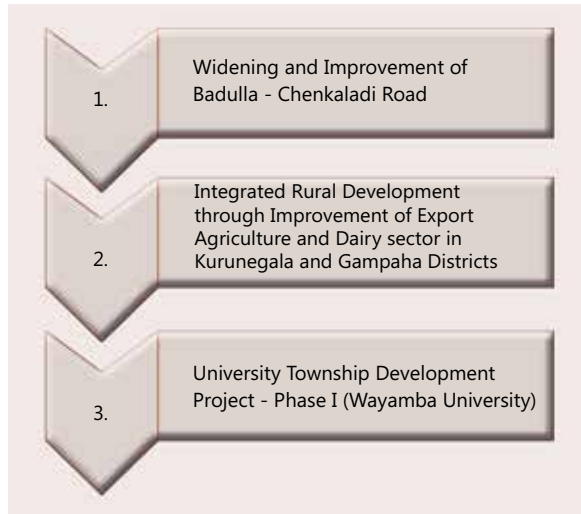 1.
Widening and Improvement of
Badulla - Chenkaladi Road
2.
Integrated Rural Development
through Improvement of Export
Agriculture and Dairy sector in
Kurunegala and Gampaha Districts
3.
University Township Development
Project - Phase I (Wayamba University)